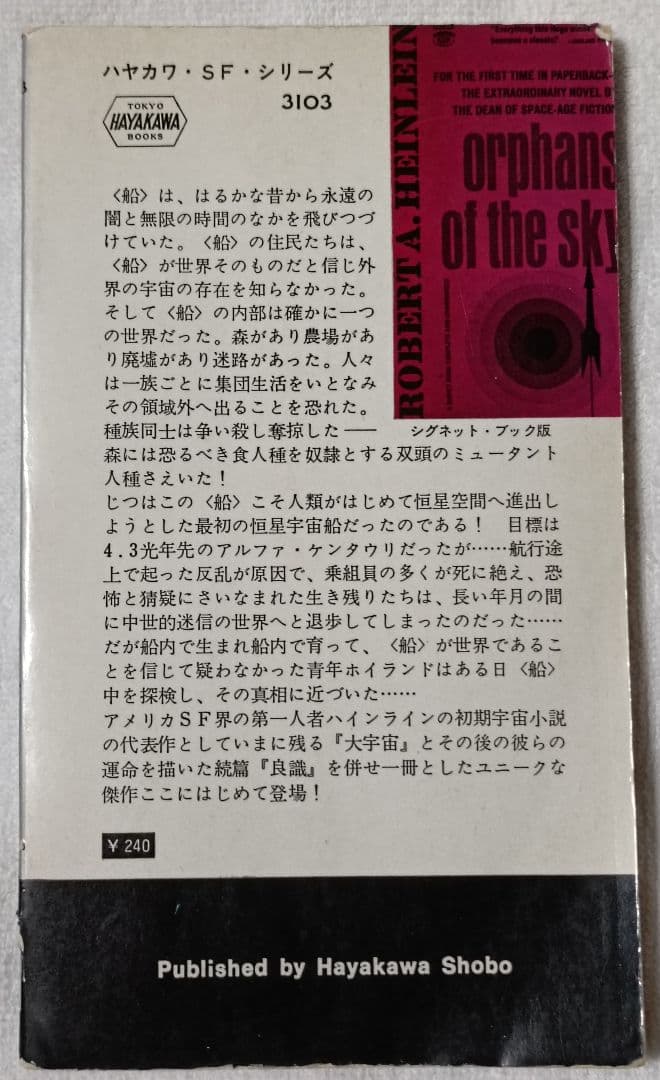 ハヤカワ・SF・シリーズ
3103
TOKYO
HAYAKAWA
BOOKS
"Everything this huge
become a classic!"
FOR THE FIRST TIME IN PAPERBACK-
THE EXTRAORDINARY NOVEL B
THE DEAN OF SPACE-AGE FICTION
ROBERT A. HEINLEIN
orphans
of the sky
シグネット・ブック版
〈船〉は、はるかな昔から永遠の
闇と無限の時間のなかを飛びつづ
けていた。〈船〉の住民たちは、
〈船〉が世界そのものだと信じ外
界の宇宙の存在を知らなかった。
そして〈船〉の内部は確かに一つ
の世界だった。森があり農場があ
り廃墟があり迷路があった。人々
は一族ごとに集団生活をいとなみ
その領域外へ出ることを恐れた。
種族同士は争い殺し奪掠した――
森には恐るべき食人種を奴隷とする双頭のミュータント
人種さえいた！
じつはこの〈船〉こそ人類がはじめて恒星空間へ進出し
ようとした最初の恒星宇宙船だったのである！ 目標は
4.3光年先のアルファ・ケンタウリだったが……航行途
上で起った反乱が原因で、乗組員の多くが死に絶え、恐
怖と猜疑にさいなまれた生き残りたちは、長い年月の間
に中世的迷信の世界へと退歩してしまったのだった……
だが船内で生まれ船内で育って、〈船〉が世界であるこ
とを信じて疑わなかった青年ホイランドはある日〈船〉
中を探検し、その真相に近づいた……
アメリカSF界の第一人者ハインラインの初期宇宙小説
の代表作としていまに残る『大宇宙』とその後の彼らの
運命を描いた続篇『良識』を併せ一冊としたユニークな
傑作ここにはじめて登場！
¥ 240
Published by Hayakawa Shobo